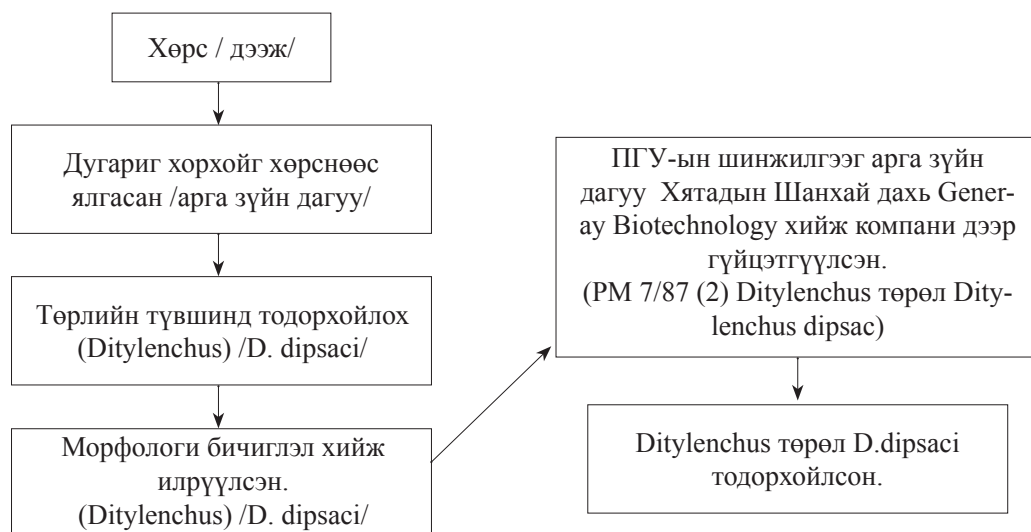 Хөрс / дээж/
Дугариг хорхойг хөрснөөс
ялгасан /арга зүйн дагуу/
Төрлийн түвшинд тодорхойлох
(Ditylenchus) /D. dipsaci/
Морфологи бичиглэл хийж
илрүүлсэн.
(Ditylenchus) /D. dipsaci/
ПГУ-ын шинжилгээг арга зүйн
дагуу Хятадын Шанхай дахь Gener-
ay Biotechnology хийж компани дээр
гүйцэтгүүлсэн.
(PM 7/87 (2) Ditylenchus төрөл Dity-
lenchus dipsac)
Ditylenchus төрөл D.dipsaci
тодорхойлсон.